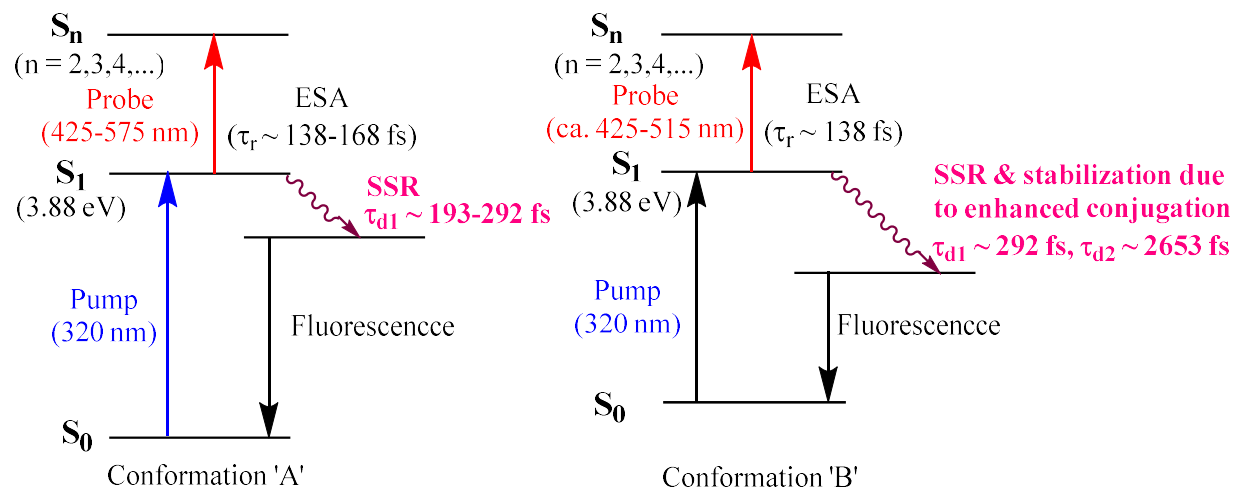 Sn
(n = 2,3,4,...)
Probe
(425-575 nm)
ESA
(τr ~ 138-168 fs)
S1
(3.88 eV)
SSR
τd1 ~ 193-292 fs
Pump
(320 nm)
Fluorescencce
S0
Conformation 'A'
Sn
(n = 2,3,4,...)
Probe
(ca. 425-515 nm)
ESA
(τr ~ 138 fs)
S1
(3.88 eV)
SSR & stabilization due
to enhanced conjugation
τd1 ~ 292 fs, τd2 ~ 2653 fs
Pump
(320 nm)
Fluorescencce
S0
Conformation 'B'